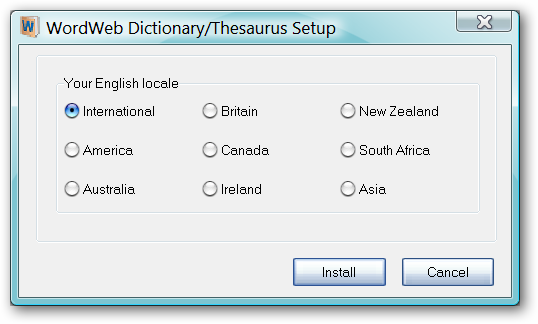 WordWeb Dictionary/Thesaurus Setup
Your English locale
International Britain New Zealand
America Canada South Africa
Australia Ireland Asia
Install Cancel